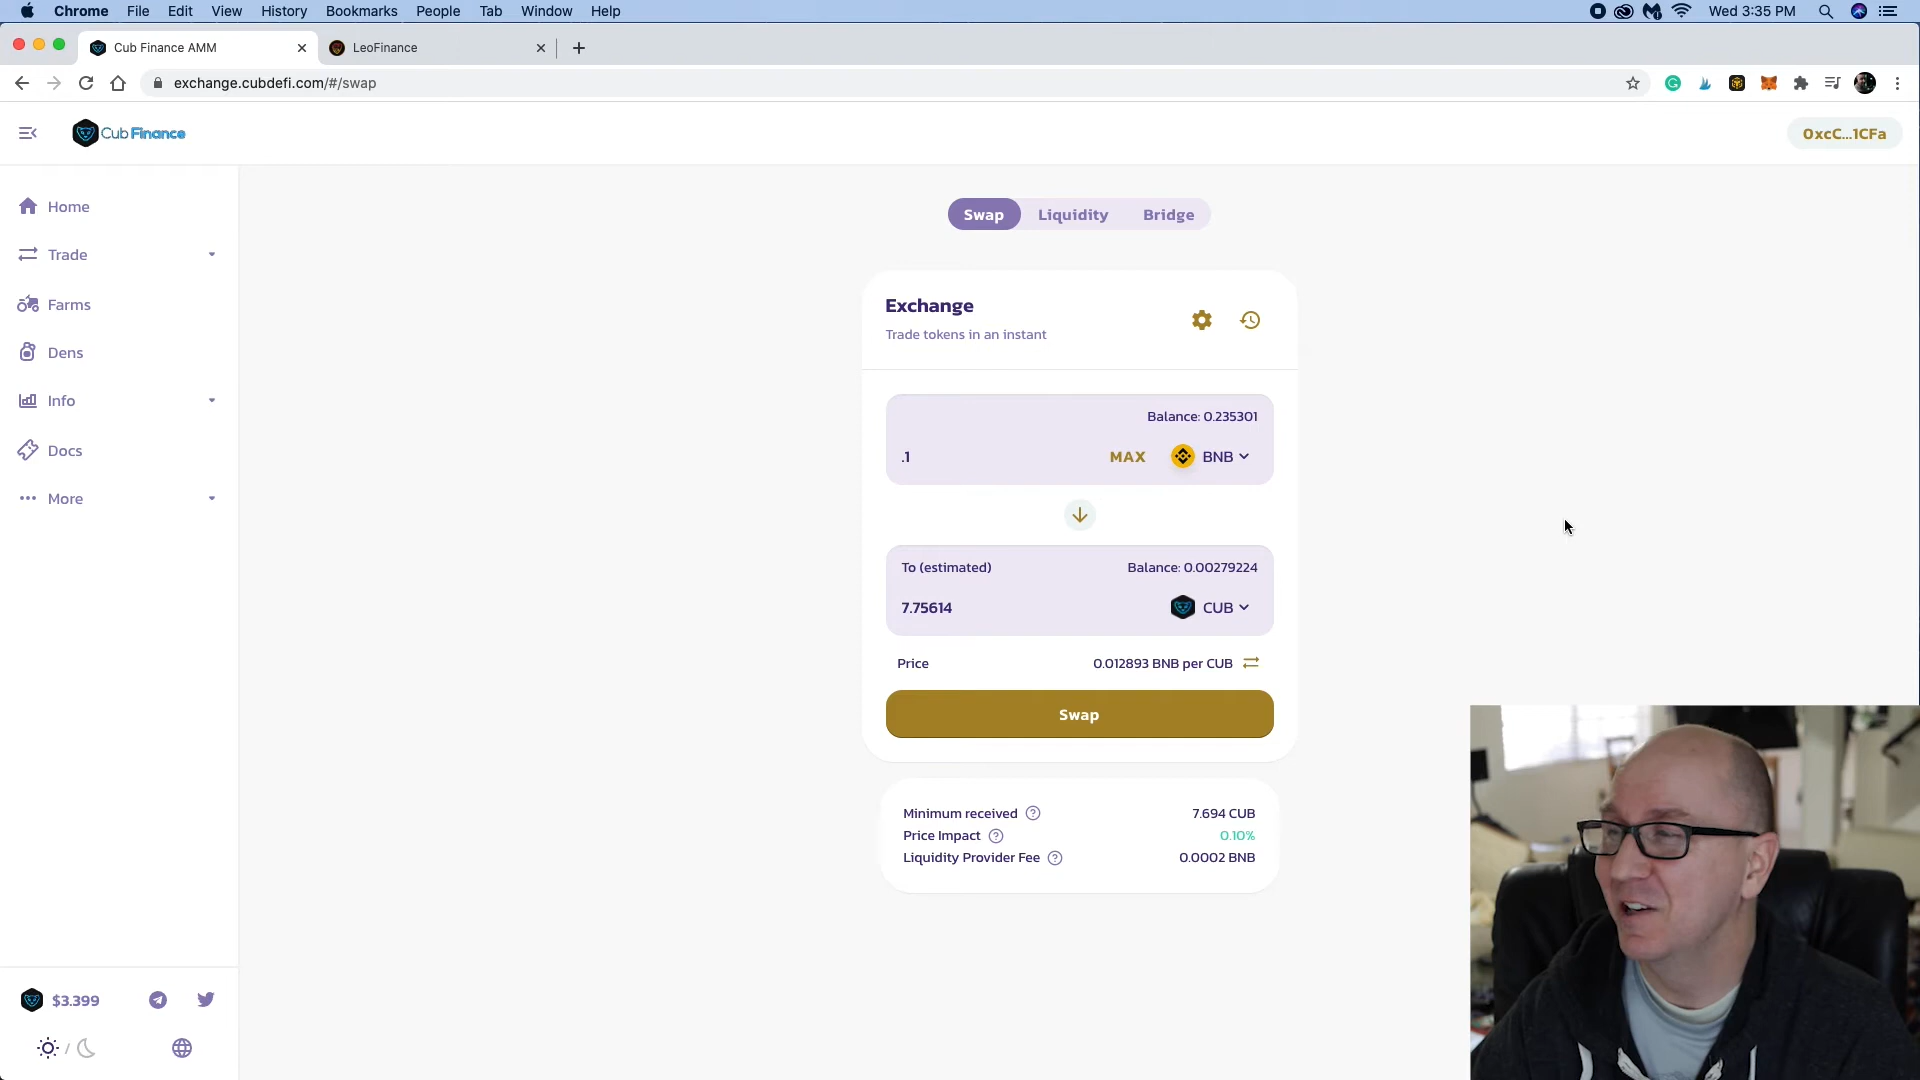 Chrome File Edit View History Bookmarks People Tab Window Help
Wed 3:35 PM
Cub Finance AMM
LeoFinance
exchange.cubdefi.com/#/swap
Cub Finance
0xcC...1CFa
Home
Trade
Farms
Dens
Info
Docs
More
Swap Liquidity Bridge
Exchange
Trade tokens in an instant
Balance: 0.235301
.1 MAX BNB
To (estimated) Balance: 0.00279224
7.75614 CUB
Price 0.012893 BNB per CUB
Swap
Minimum received ? 7.694 CUB
Price Impact ? 0.10%
Liquidity Provider Fee ? 0.0002 BNB
$3.399
/